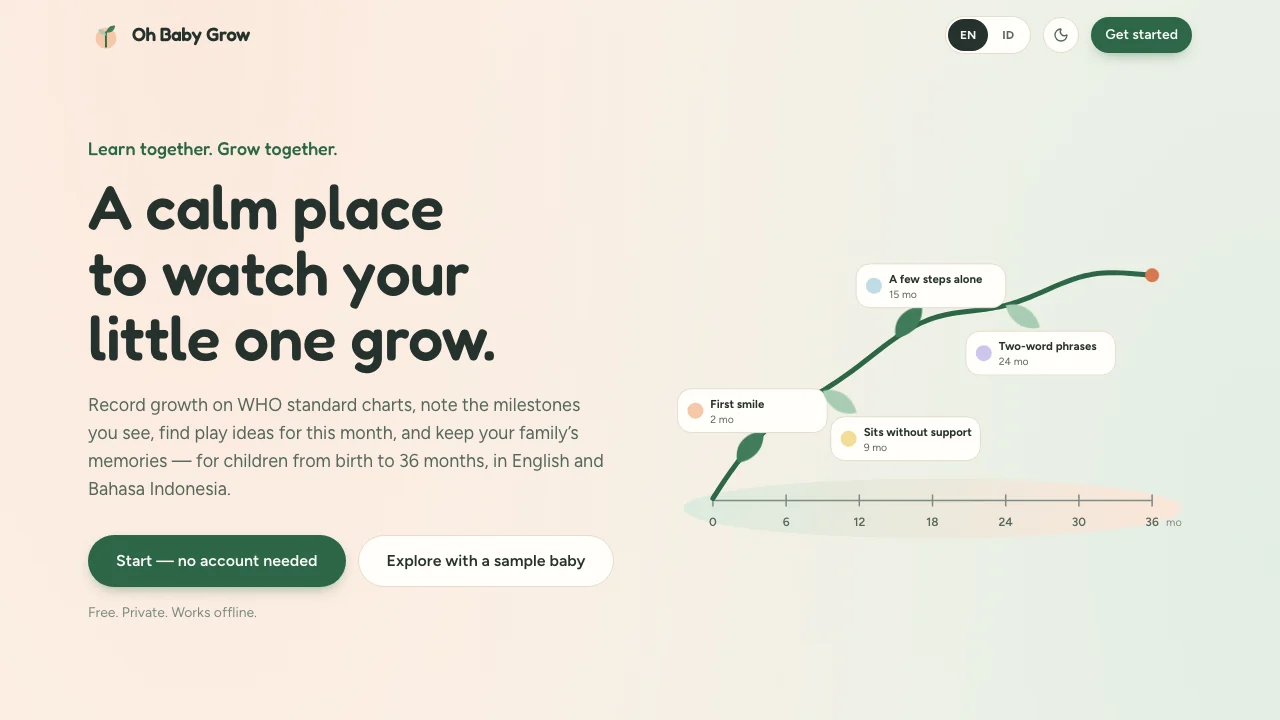 Oh Baby Grow
EN
ID
Get started
Learn together. Grow together.
A calm place
to watch your
little one grow.
Record growth on WHO standard charts, note the milestones
you see, find play ideas for this month, and keep your family’s
memories — for children from birth to 36 months, in English and
Bahasa Indonesia.
Start — no account needed
Explore with a sample baby
Free. Private. Works offline.
A few steps alone
15 mo
Two-word phrases
24 mo
First smile
2 mo
Sits without support
9 mo
0 6 12 18 24 30 36 mo